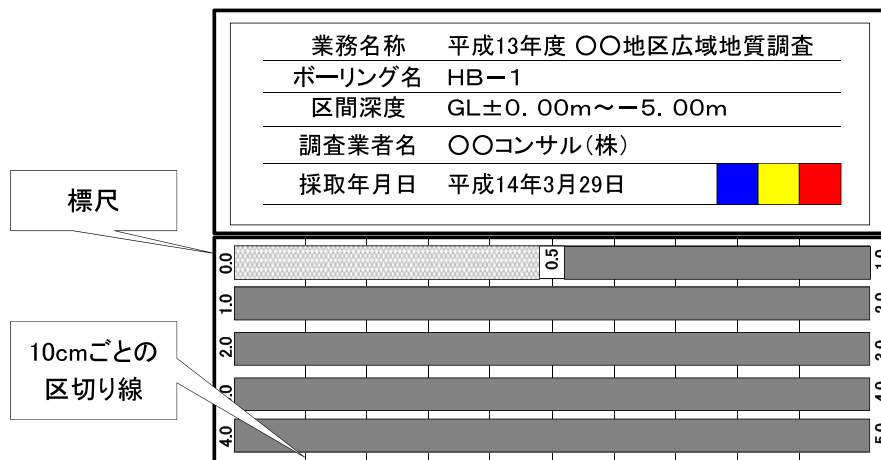 業務名称 平成13年度 〇〇地区広域地質調査
ボーリング名 HB－1
区間深度 GL±0.00m～－5.00m
調査業者名 〇〇コンサル(株)
採取年月日 平成14年3月29日
標尺
0.0 0.5 1.0
1.0 2.0
2.0 3.0
10cmごとの
区切り線
.0 4.0
4.0 5.0